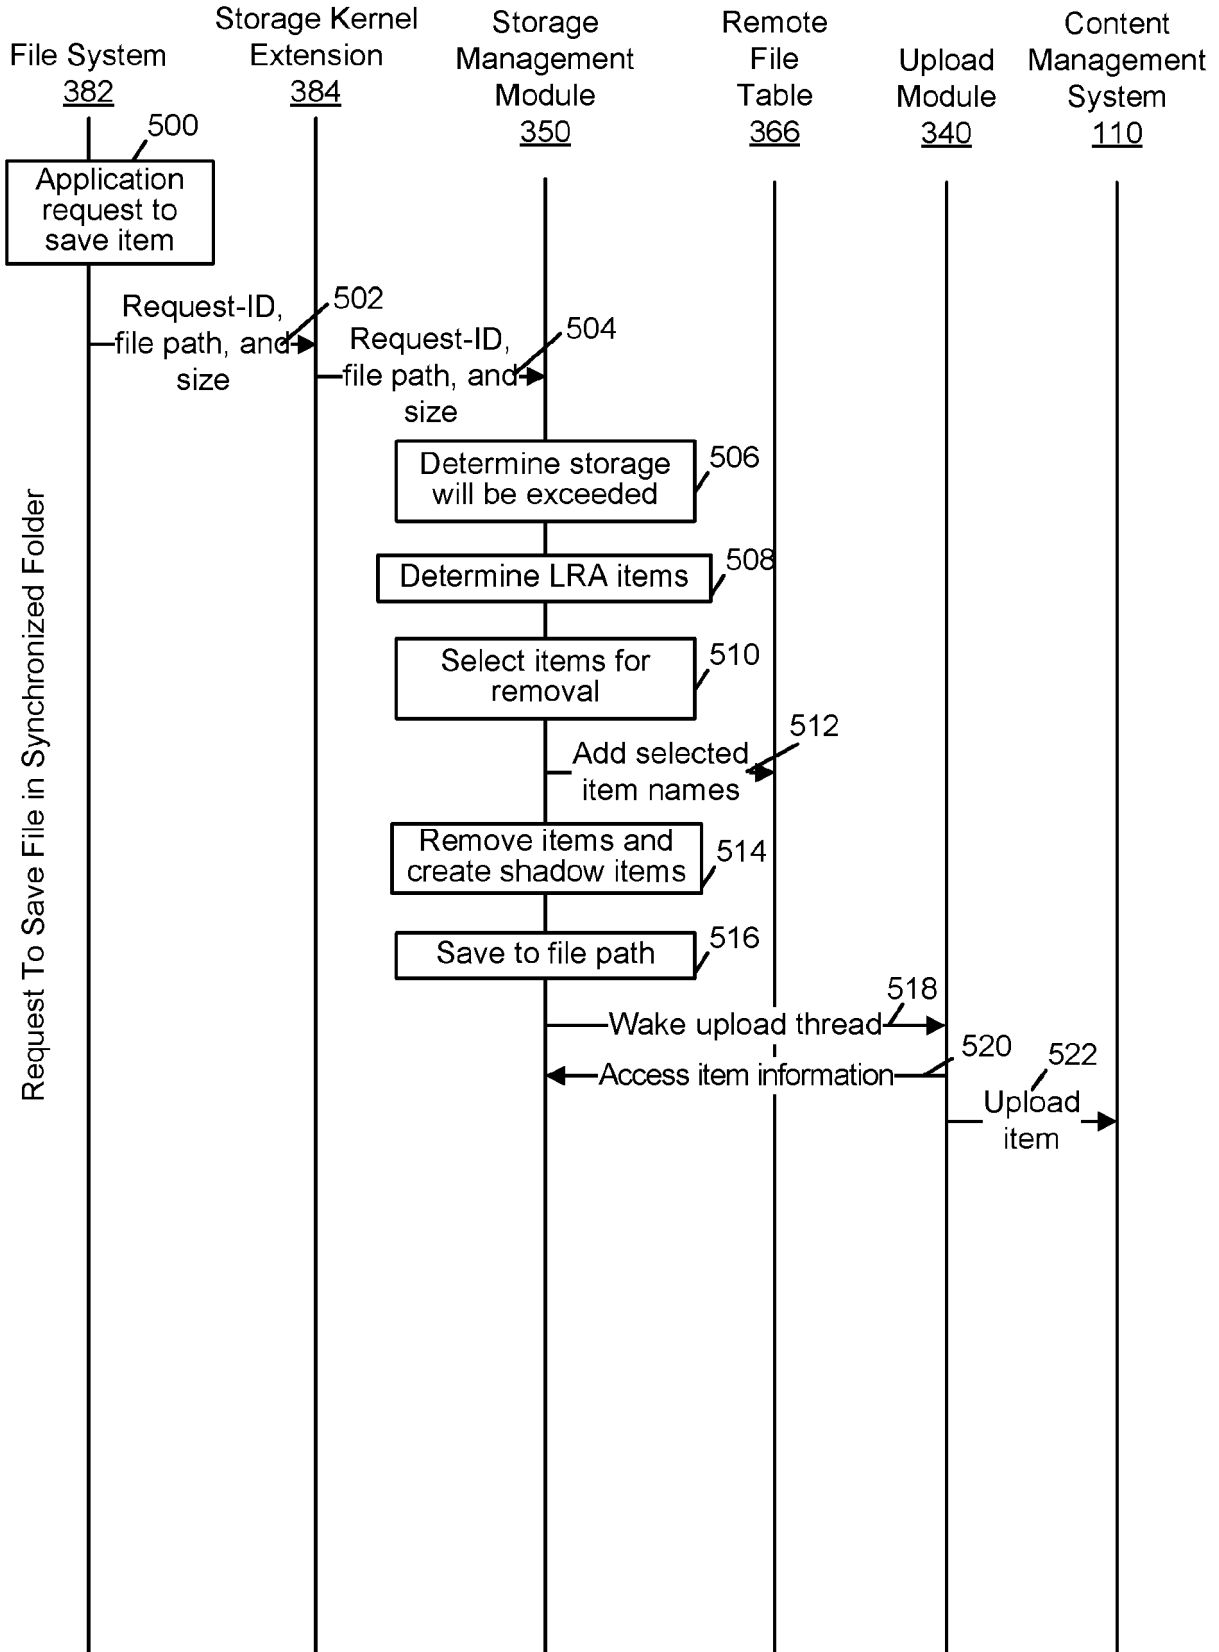 File System
382
Storage Kernel
Extension
384
Storage
Management
Module
350
Remote
File
Table
366
Upload
Module
340
Content
Management
System
110
500
Application
request to
save item
Request-ID,
file path, and
size
502
Request-ID,
file path, and
size
504
Determine storage
will be exceeded
506
Determine LRA items
508
Select items for
removal
510
Add selected
item names
512
Remove items and
create shadow items
514
Save to file path
516
Wake upload thread
518
Access item information
520
Upload
item
522
Request To Save File in Synchronized Folder